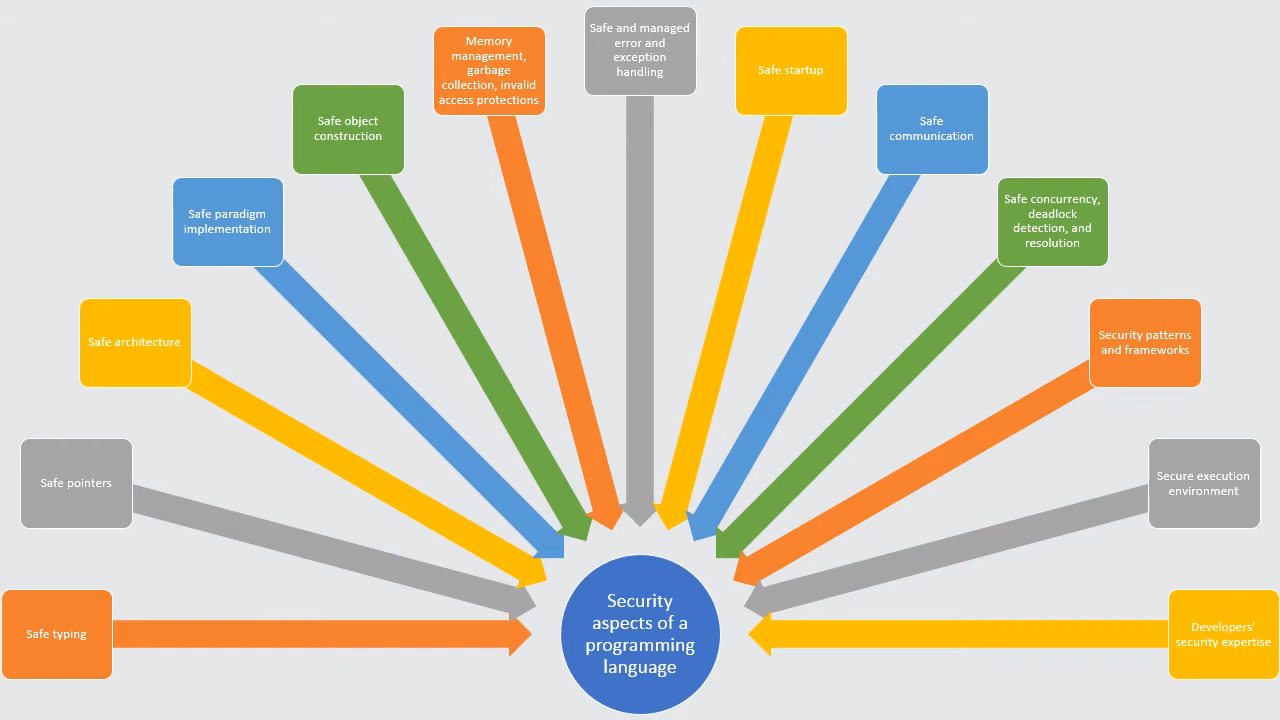 Safe typing
Safe pointers
Safe architecture
Safe paradigm
implementation
Safe object
construction
Memory
management,
garbage
collection, invalid
access protections
Safe and managed
error and
exception
handling
Safe startup
Safe
communication
Safe concurrency,
deadlock
detection, and
resolution
Security patterns
and frameworks
Secure execution
environment
Developers’
security expertise
Security
aspects of a
programming
language